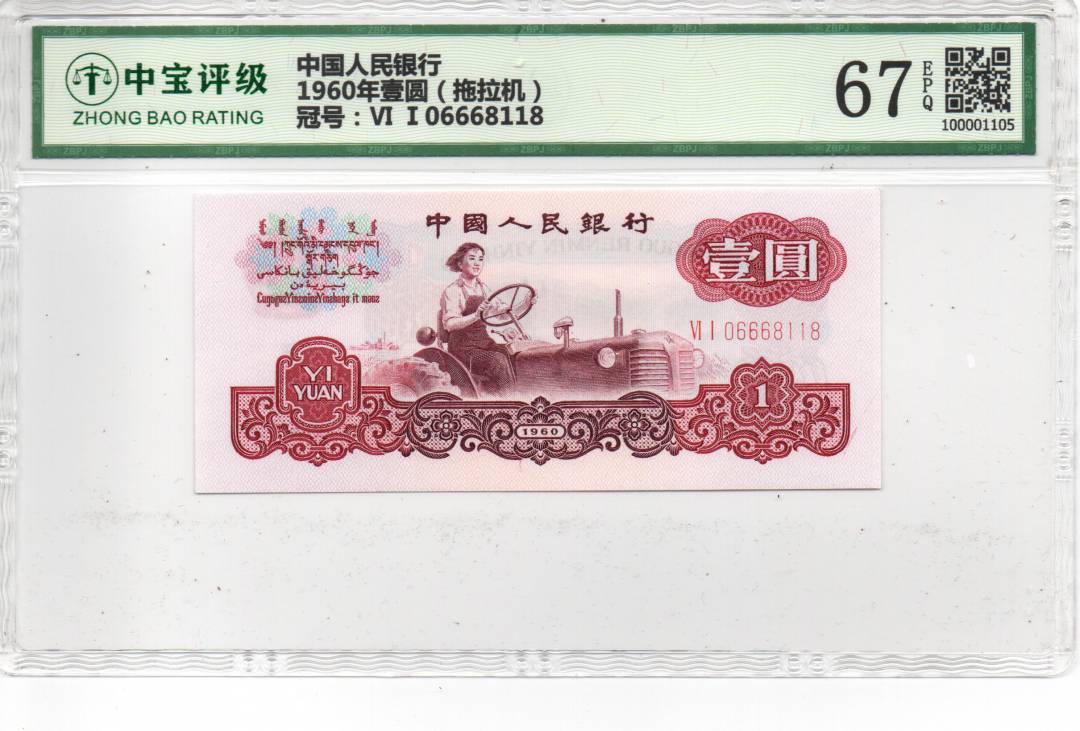 中宝评级
ZHONG BAO RATING
中国人民银行
1960年壹圆（拖拉机）
冠号：VI I 06668118
67
EPQ
100001105
中國人民銀行
壹圓
VI I 06668118
YI
YUAN
1960
1
ZBPJ